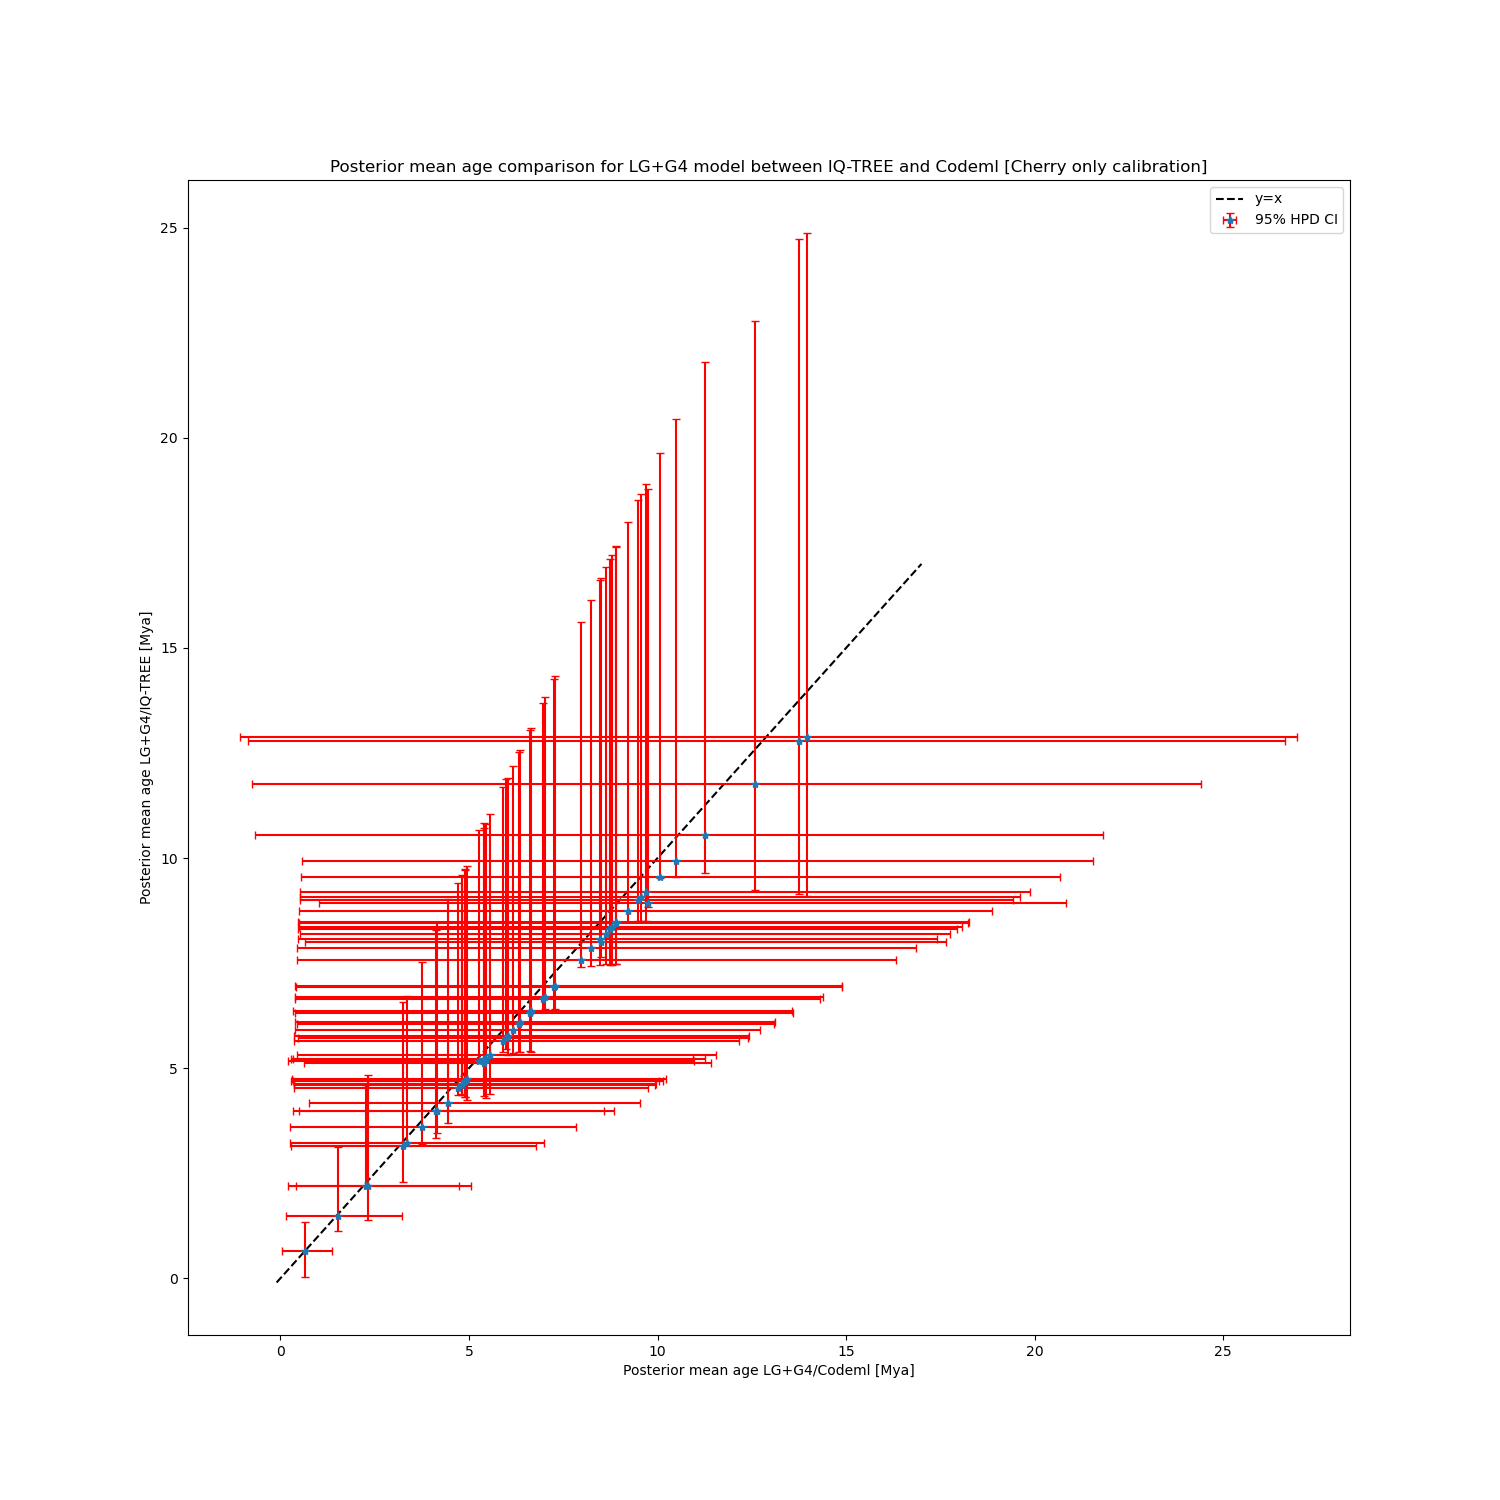 Posterior mean age comparison for LG+G4 model between IQ-TREE and Codeml [Cherry only calibration]
y=x
95% HPD CI
25
20
15
10
5
0
Posterior mean age LG+G4/IQ-TREE [Mya]
0 5 10 15 20 25
Posterior mean age LG+G4/Codeml [Mya]